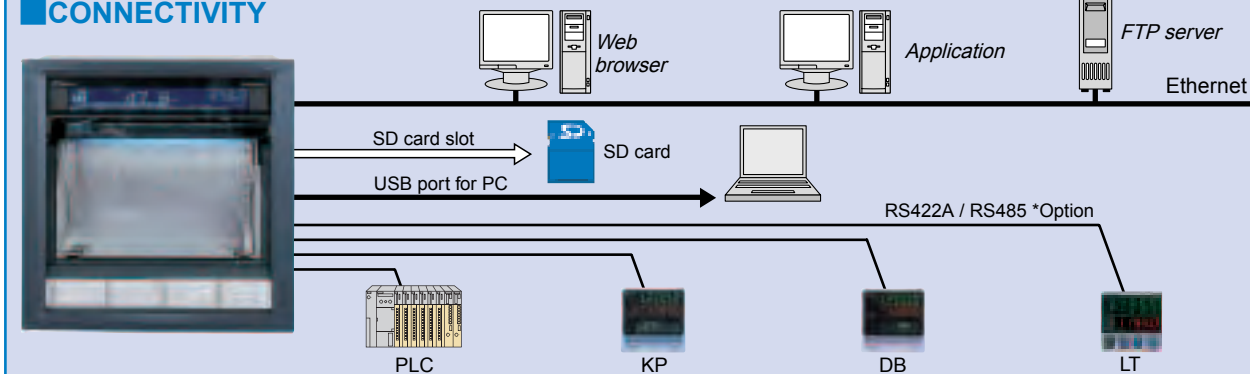 CONNECTIVITY
Web
browser
Application
FTP server
Ethernet
SD card slot
SD card
USB port for PC
RS422A / RS485 *Option
PLC
KP
DB
LT